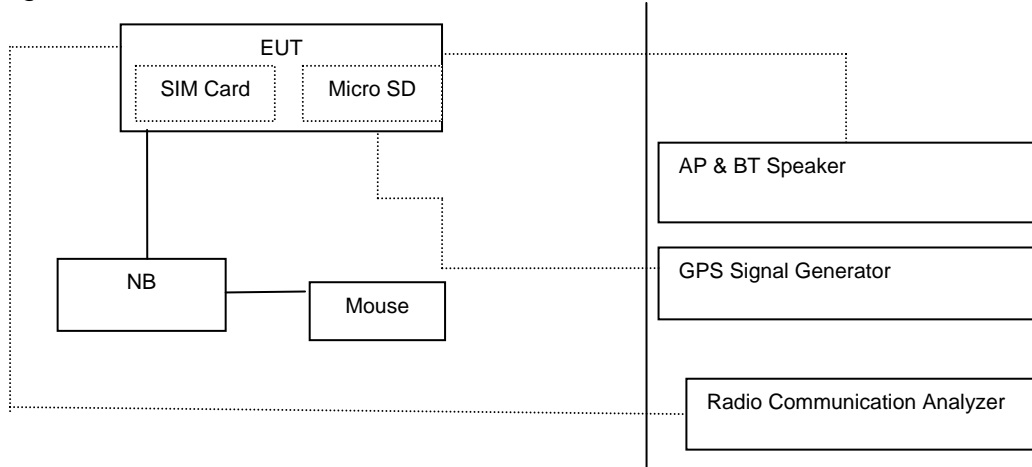 EUT
SIM Card
Micro SD
AP & BT Speaker
GPS Signal Generator
NB
Mouse
Radio Communication Analyzer